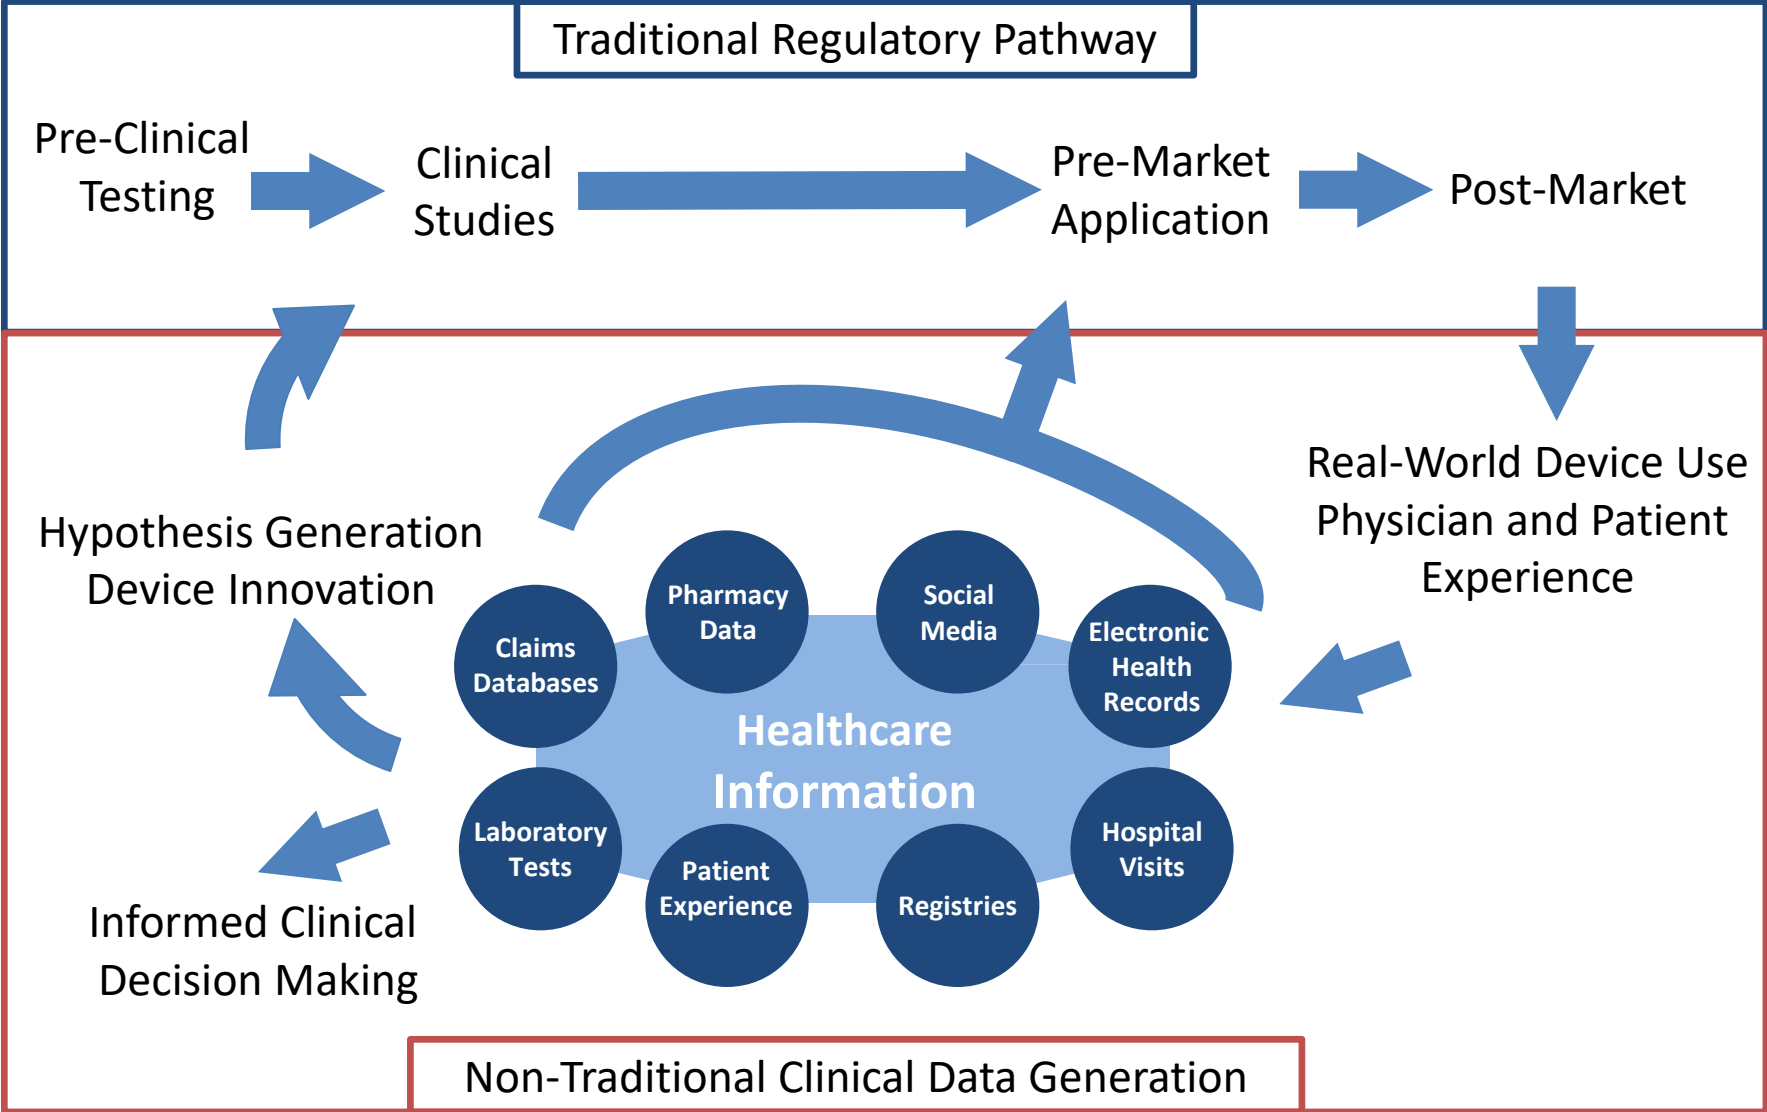 Traditional Regulatory Pathway
Pre-Clinical
Testing
Clinical
Studies
Pre-Market
Application
Post-Market
Real-World Device Use
Physician and Patient
Experience
Hypothesis Generation
Device Innovation
Claims
Databases
Pharmacy
Data
Social
Media
Electronic
Health
Records
Healthcare
Information
Laboratory
Tests
Patient
Experience
Registries
Hospital
Visits
Informed Clinical
Decision Making
Non-Traditional Clinical Data Generation